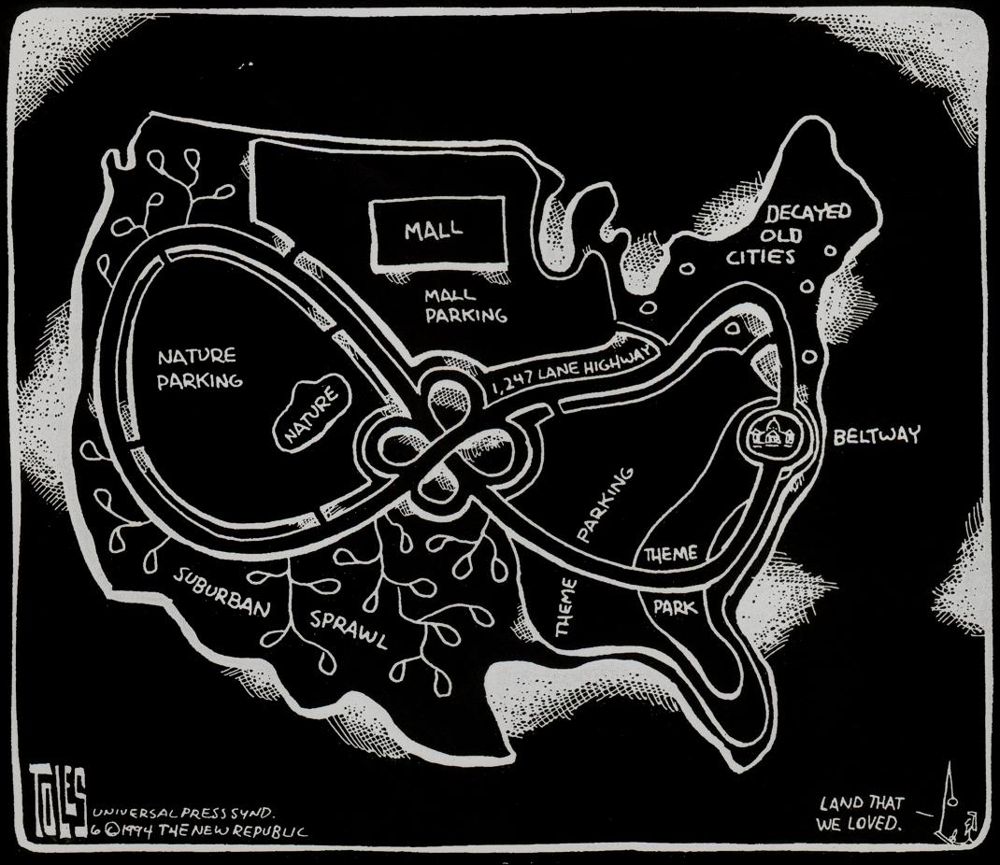 DECAYED
OLD
CITIES
MALL
MALL
PARKING
NATURE
PARKING
NATURE
1,247 LANE HIGHWAY
BELTWAY
THEME PARKING
THEME
PARK
SUBURBAN
SPRAWL
TOLES
UNIVERSAL PRESS SYND.
6 ©1994 THE NEW REPUBLIC
LAND THAT
WE LOVED.